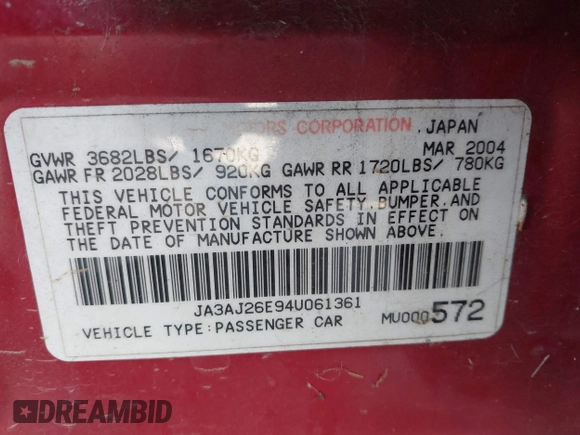 MOTORS CORPORATION, JAPAN
GVWR 3682LBS/ 1670KG MAR 2004
GAWR FR 2028LBS/ 920KG GAWR RR 1720LBS/ 780KG
THIS VEHICLE CONFORMS TO ALL APPLICABLE
FEDERAL MOTOR VEHICLE SAFETY,BUMPER,AND
THEFT PREVENTION STANDARDS IN EFFECT ON
THE DATE OF MANUFACTURE SHOWN ABOVE.
JA3AJ26E94U061361
VEHICLE TYPE:PASSENGER CAR MU000572
DREAMBID